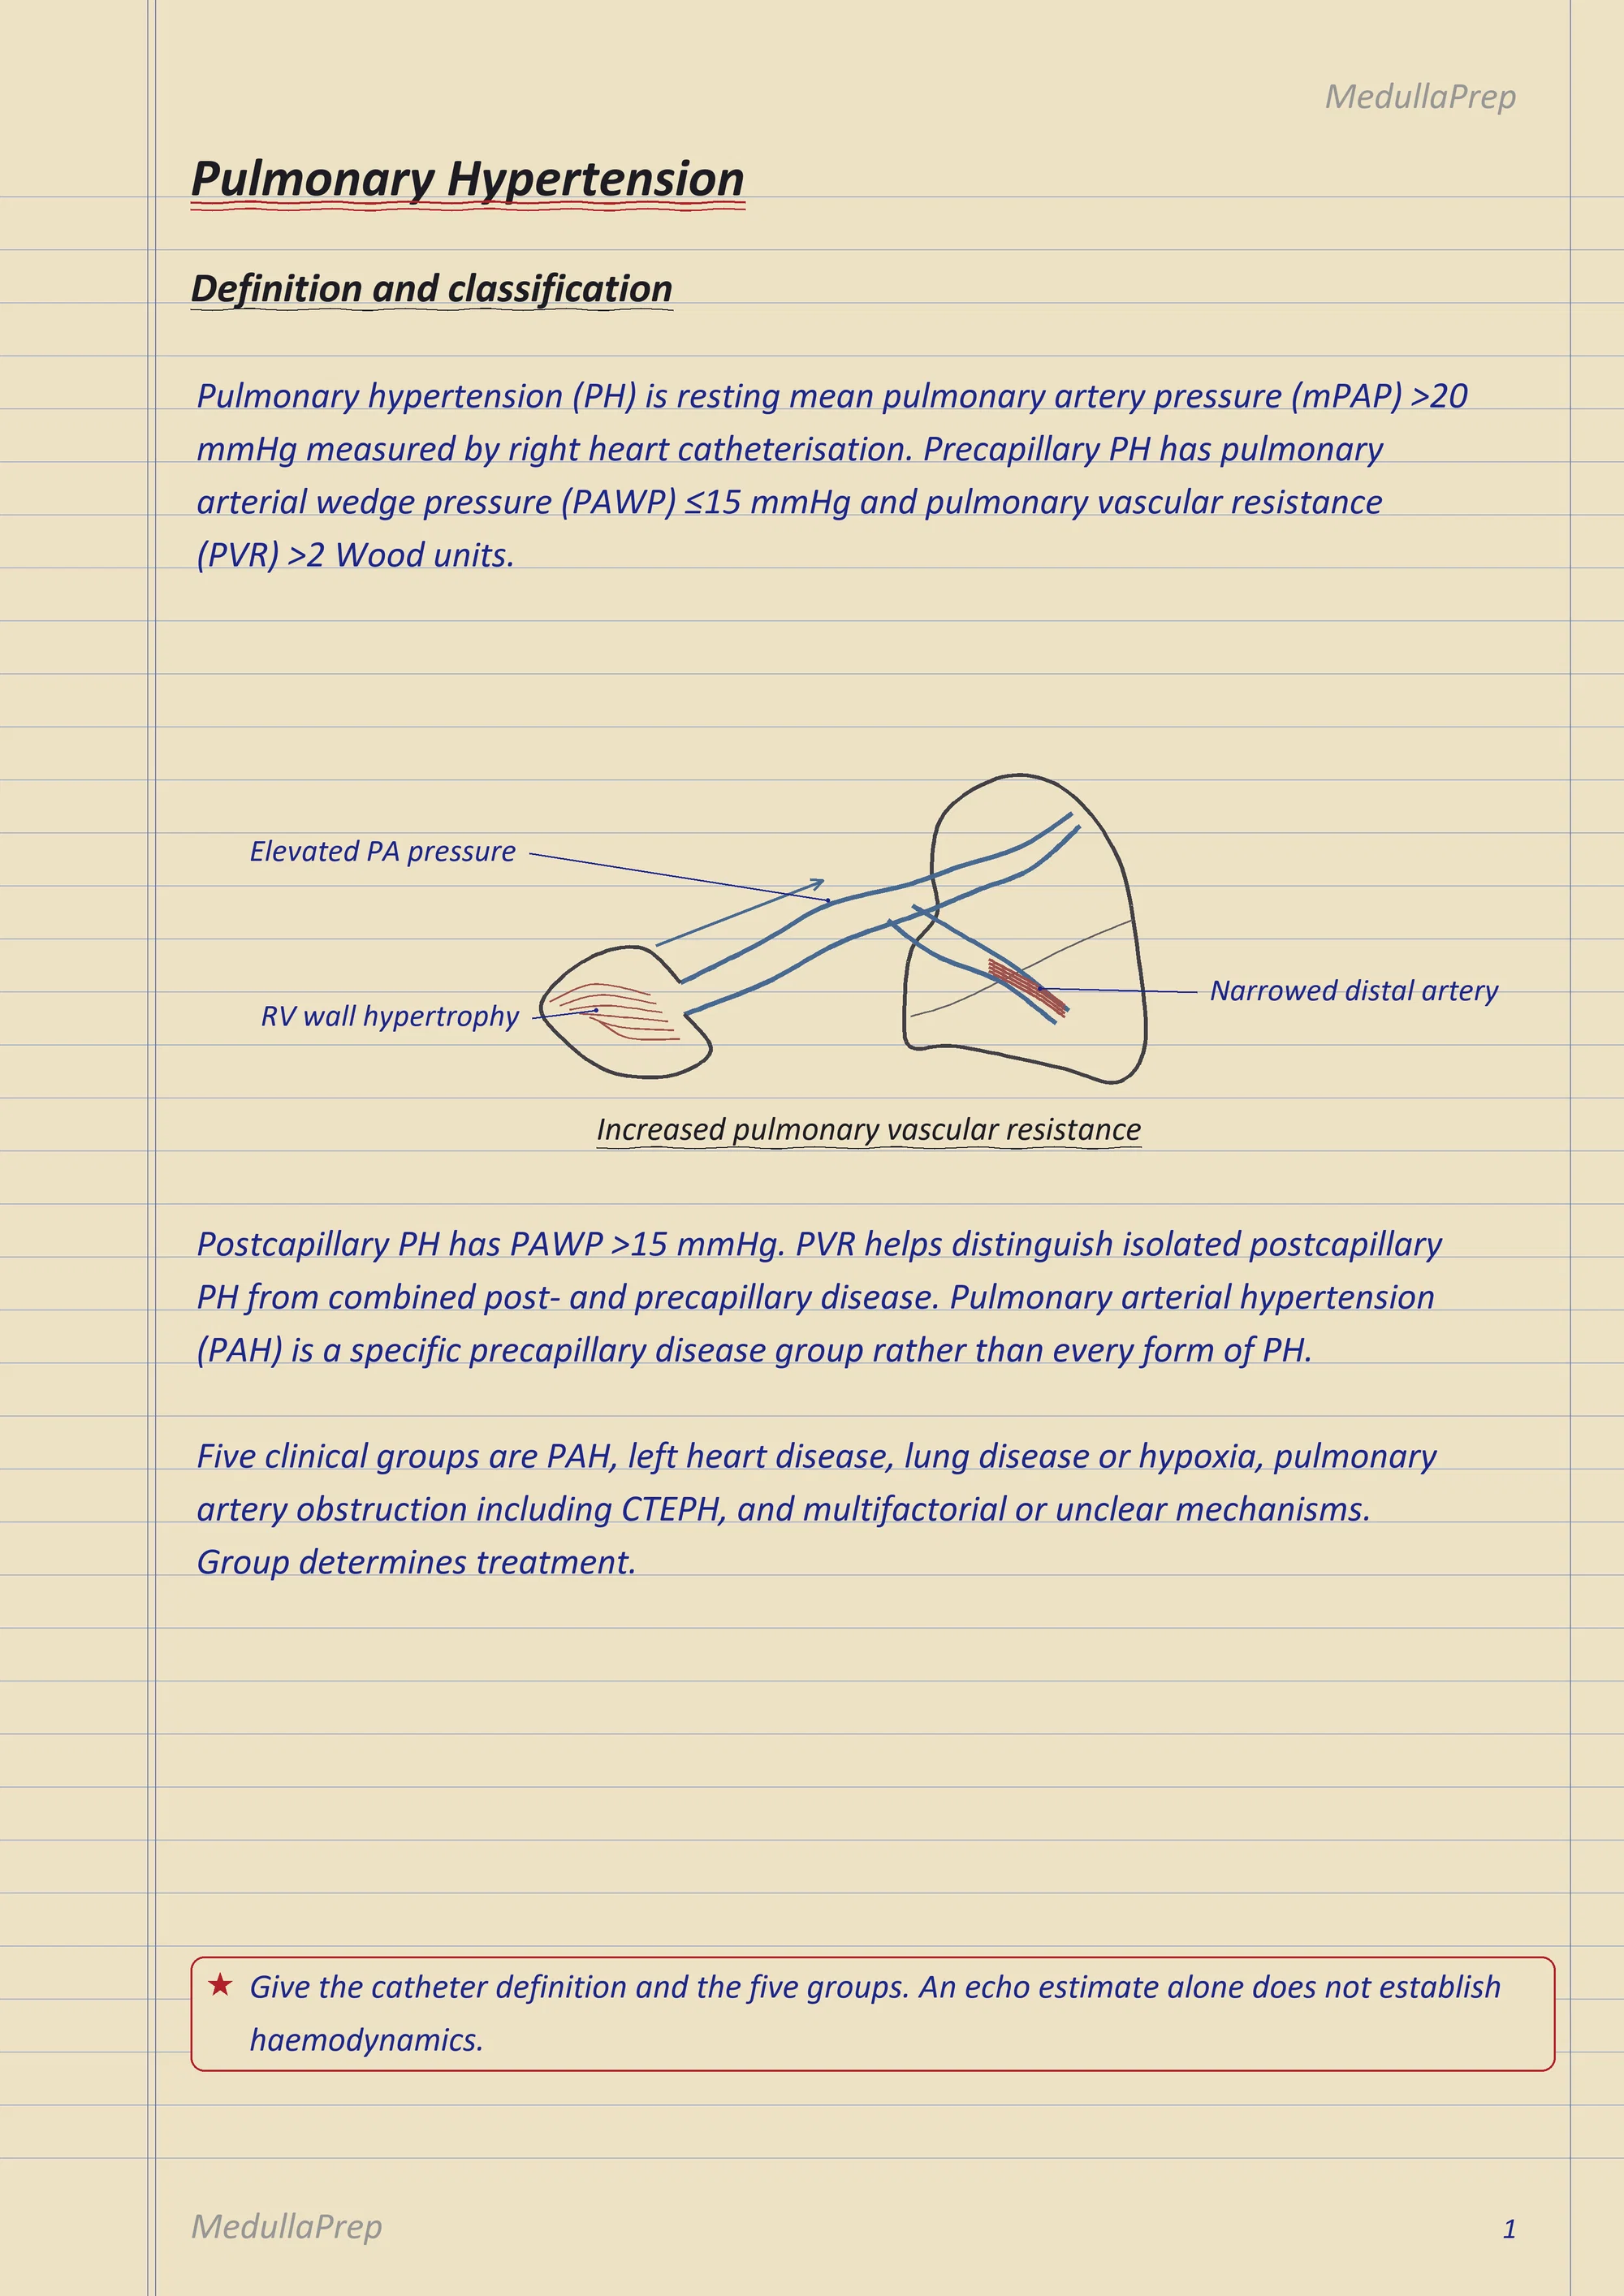 MedullaPrep
Pulmonary Hypertension
Definition and classification
Pulmonary hypertension (PH) is resting mean pulmonary artery pressure (mPAP) >20
mmHg measured by right heart catheterisation. Precapillary PH has pulmonary
arterial wedge pressure (PAWP) ≤15 mmHg and pulmonary vascular resistance
(PVR) >2 Wood units.
Elevated PA pressure
RV wall hypertrophy
Narrowed distal artery
Increased pulmonary vascular resistance
Postcapillary PH has PAWP >15 mmHg. PVR helps distinguish isolated postcapillary
PH from combined post- and precapillary disease. Pulmonary arterial hypertension
(PAH) is a specific precapillary disease group rather than every form of PH.
Five clinical groups are PAH, left heart disease, lung disease or hypoxia, pulmonary
artery obstruction including CTEPH, and multifactorial or unclear mechanisms.
Group determines treatment.
★ Give the catheter definition and the five groups. An echo estimate alone does not establish
haemodynamics.
MedullaPrep
1